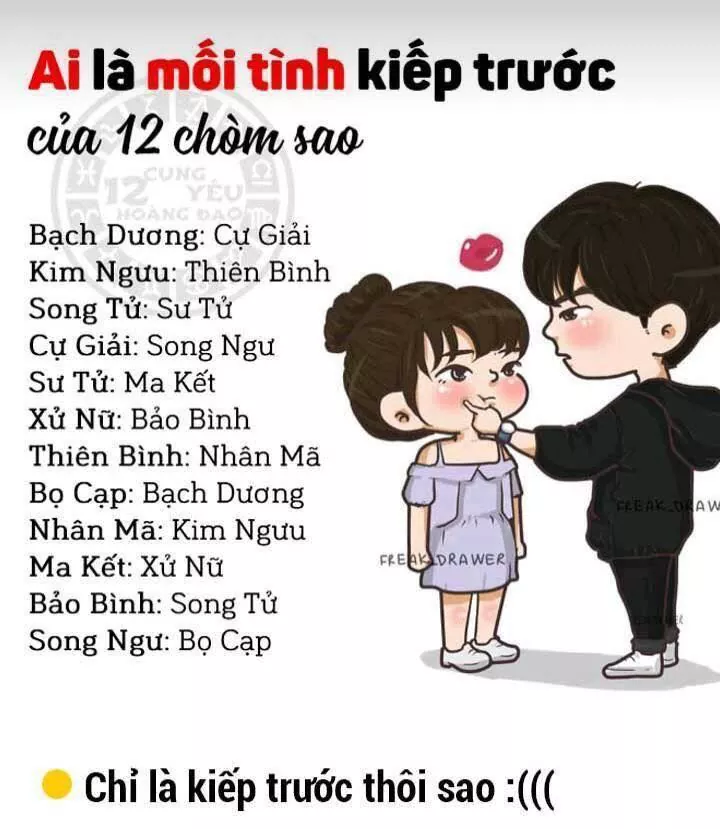 Ai là mối tình kiếp trước
của 12 chòm sao
CUNG
12 YÊU
HOÀNG ĐẠO
Bạch Dương: Cự Giải
Kim Ngưu: Thiên Bình
Song Tử: Sư Tử
Cự Giải: Song Ngư
Sư Tử: Ma Kết
Xử Nữ: Bảo Bình
Thiên Bình: Nhân Mã
Bọ Cạp: Bạch Dương
Nhân Mã: Kim Ngưu
Ma Kết: Xử Nữ
Bảo Bình: Song Tử
Song Ngư: Bọ Cạp
FREAK_DRAWER
FREAK_DRAW
Chỉ là kiếp trước thôi sao :(((